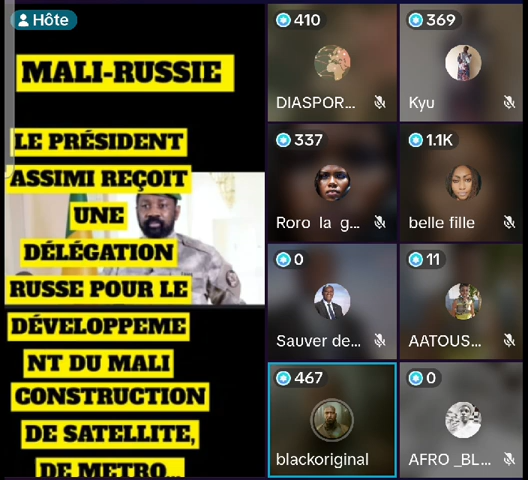 Hôte
MALI-RUSSIE
LE PRÉSIDENT
ASSIMI REÇOIT
UNE
DÉLÉGATION
RUSSE POUR LE
DÉVELOPPEME
NT DU MALI
CONSTRUCTION
DE SATELLITE,
DE METRO...
410
DIASPOR...
369
Kyu
337
Roro la g...
1.1K
belle fille
0
Sauver de...
11
AATOUS...
467
blackoriginal
0
AFRO _BL...